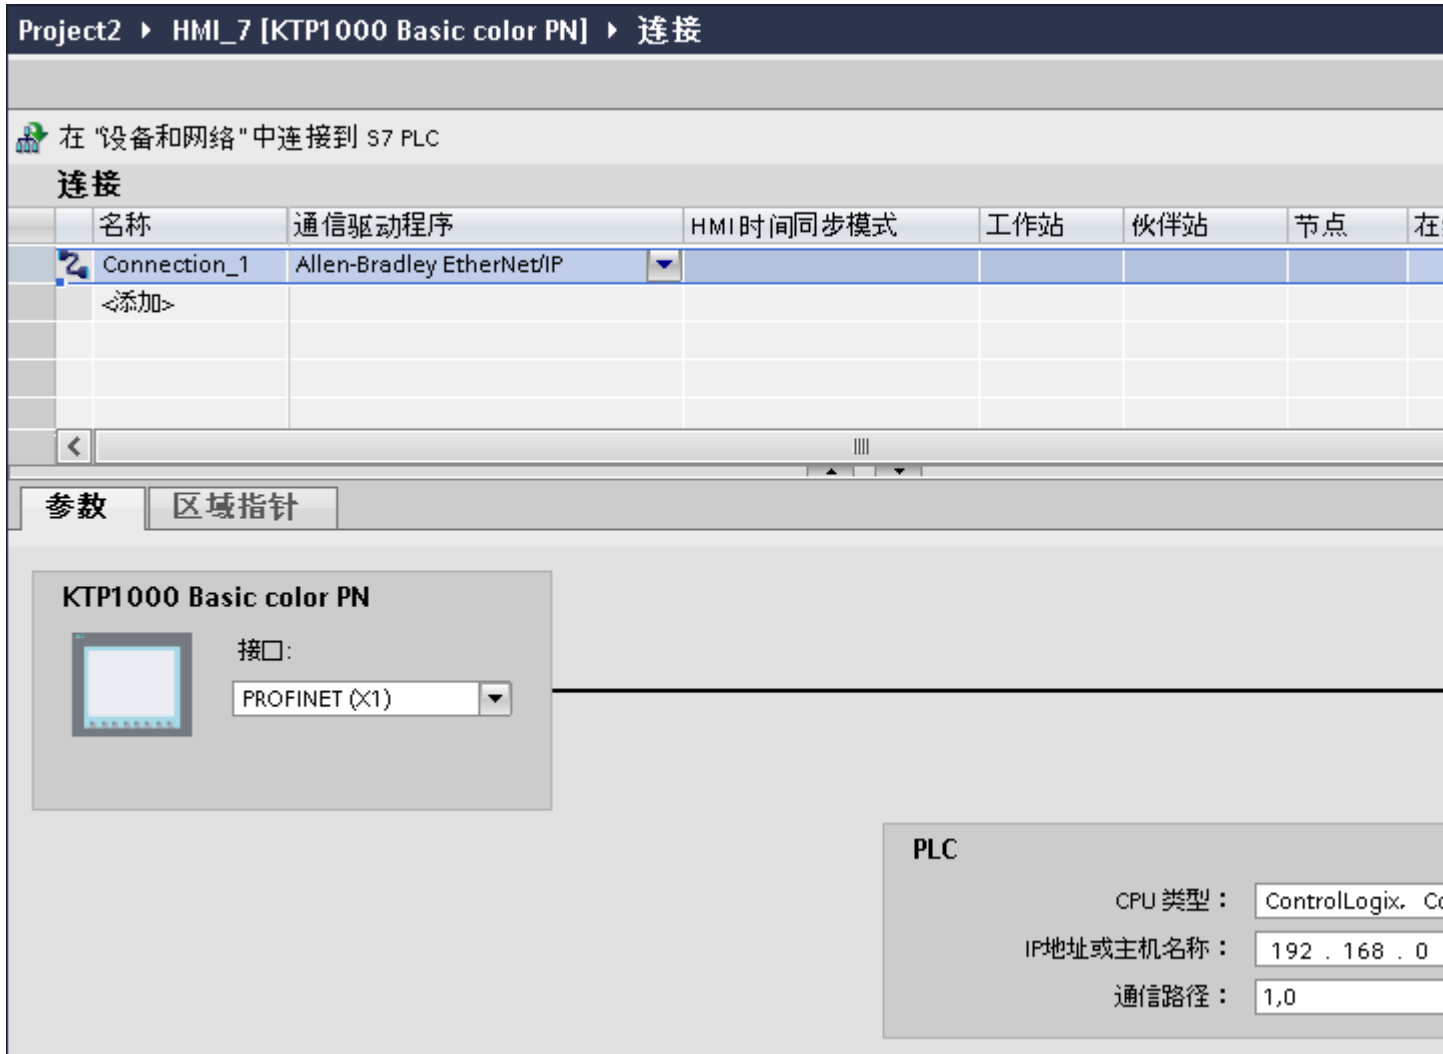 Project2 ▸ HMI_7 [KTP1000 Basic color PN] ▸ 连接
在 "设备和网络" 中连接到 S7 PLC
连接
名称 通信驱动程序 HMI时间同步模式 工作站 伙伴站 节点 在
Connection_1 Allen-Bradley EtherNet/IP
<添加>
参数 区域指针
KTP1000 Basic color PN
接口:
PROFINET (X1)
PLC
CPU 类型： ControlLogix, Co
IP地址或主机名称： 192 . 168 . 0
通信路径： 1,0